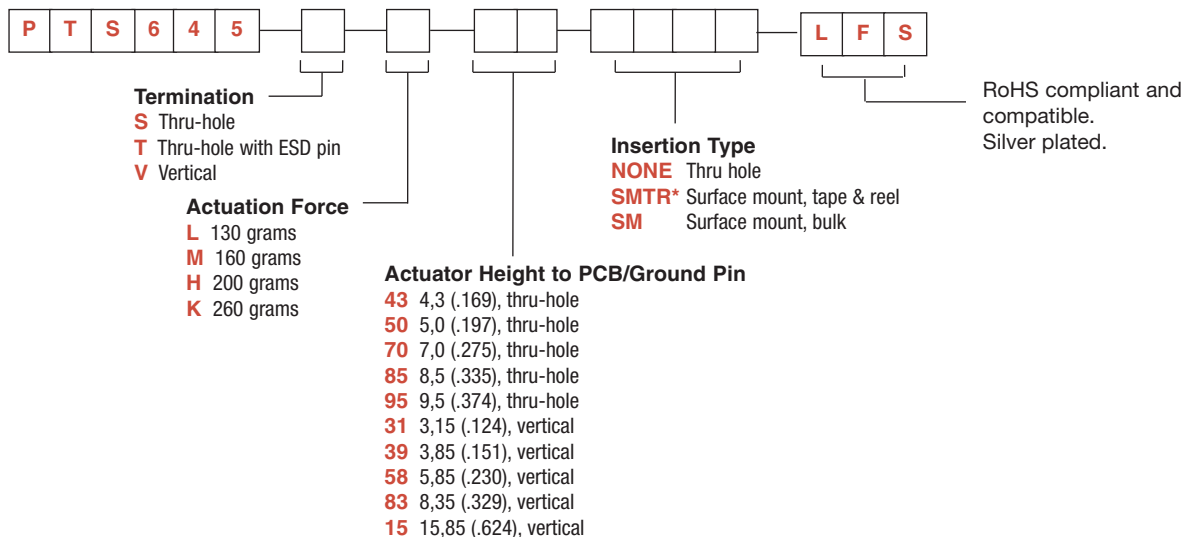 P T S 6 4 5 L F S
RoHS compliant and
compatible.
Silver plated.
Termination
S Thru-hole
T Thru-hole with ESD pin
V Vertical
Actuation Force
L 130 grams
M 160 grams
H 200 grams
K 260 grams
Insertion Type
NONE Thru hole
SMTR* Surface mount, tape & reel
SM Surface mount, bulk
Actuator Height to PCB/Ground Pin
43 4,3 (.169), thru-hole
50 5,0 (.197), thru-hole
70 7,0 (.275), thru-hole
85 8,5 (.335), thru-hole
95 9,5 (.374), thru-hole
31 3,15 (.124), vertical
39 3,85 (.151), vertical
58 5,85 (.230), vertical
83 8,35 (.329), vertical
15 15,85 (.624), vertical